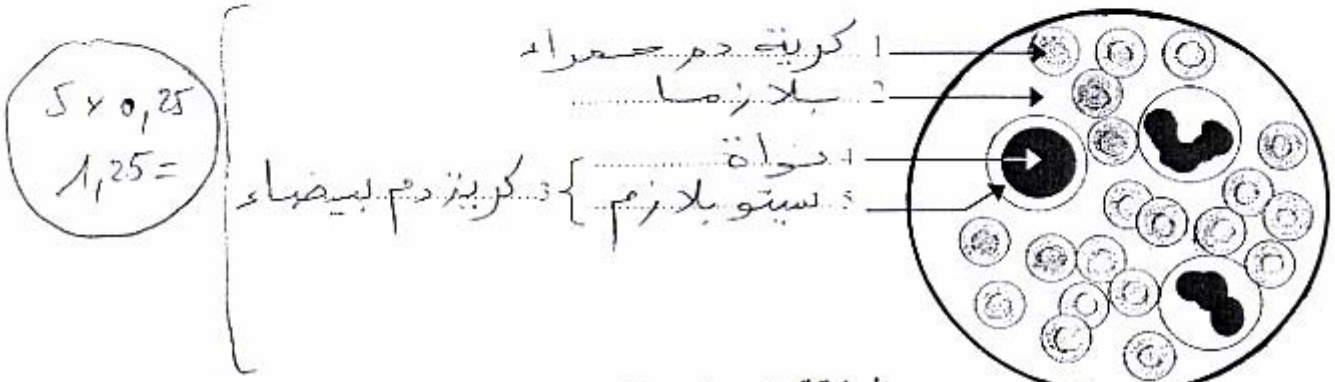 5 x 0,25
1,25=
1 كرية دم حمراء
2 بلازما
4 نواة
5 سيتوبلازم } 3 كرية دم بيضاء